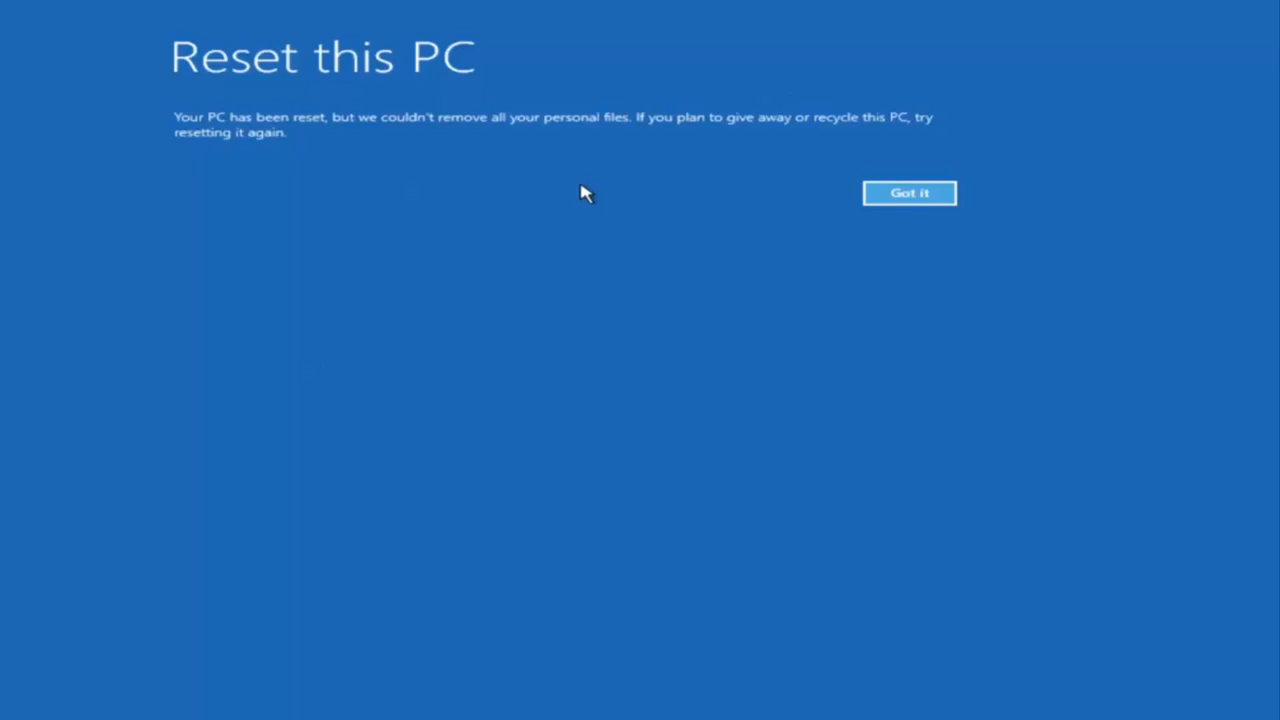 Reset this PC
Your PC has been reset, but we couldn't remove all your personal files. If you plan to give away or recycle this PC, try
resetting it again.
Got it